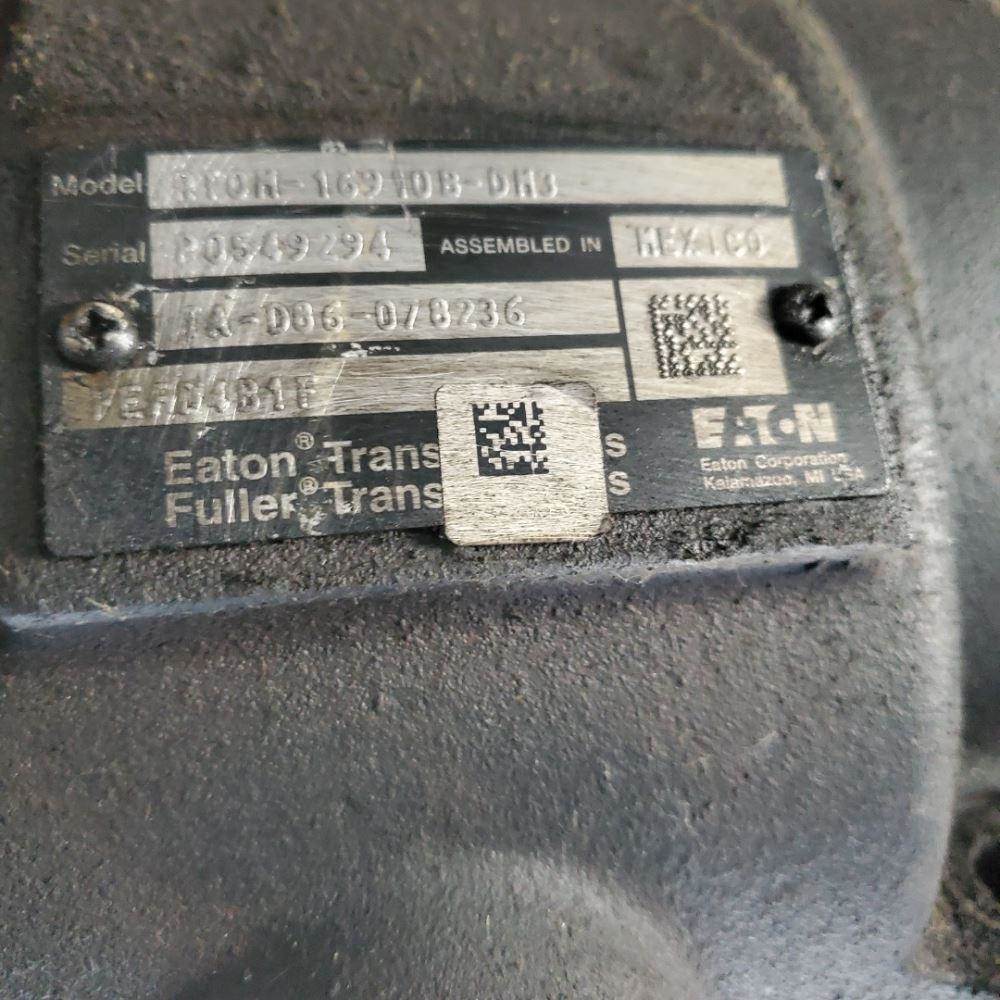 Model RTOM-16910B-DM3
Serial P0549294 ASSEMBLED IN MEXICO
TA-D86-078236
Eaton® Trans s
Fuller® Trans s
EATON
Eaton Corporation
Kalamazoo, MI USA